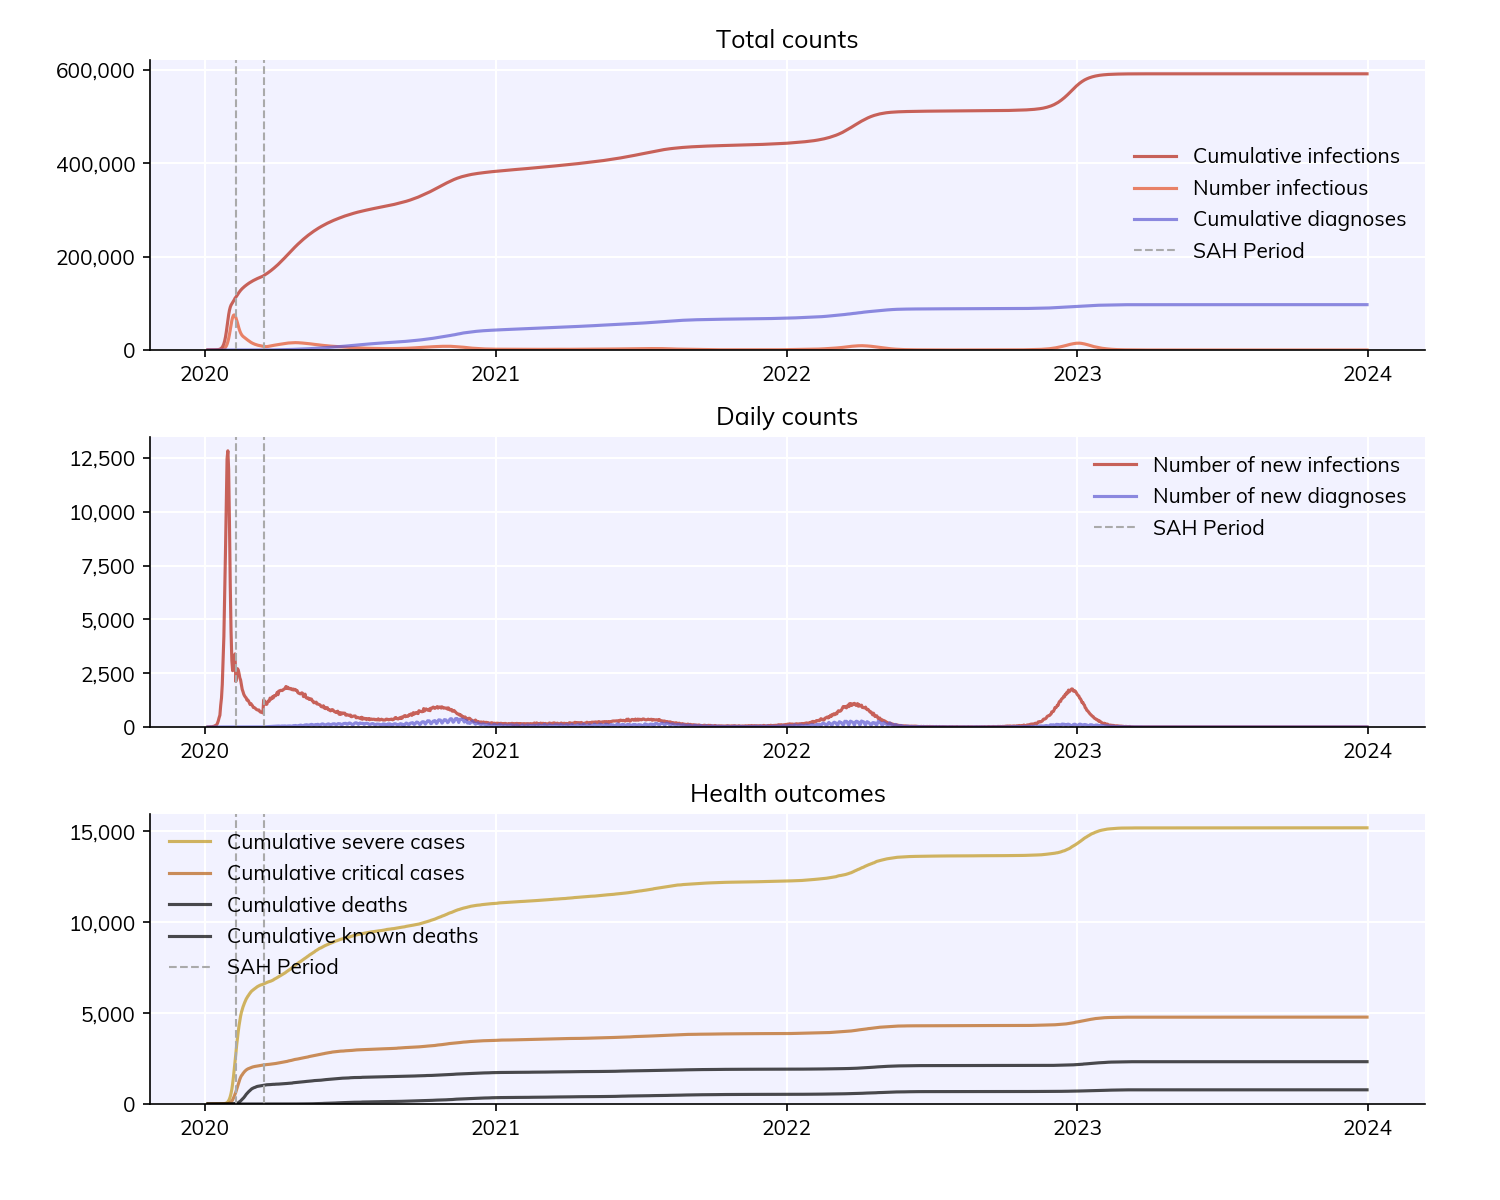 Total counts
600,000
400,000
200,000
0
Cumulative infections
Number infectious
Cumulative diagnoses
SAH Period
2020 2021 2022 2023 2024
Daily counts
12,500
10,000
7,500
5,000
2,500
0
Number of new infections
Number of new diagnoses
SAH Period
2020 2021 2022 2023 2024
Health outcomes
15,000
10,000
5,000
0
Cumulative severe cases
Cumulative critical cases
Cumulative deaths
Cumulative known deaths
SAH Period
2020 2021 2022 2023 2024